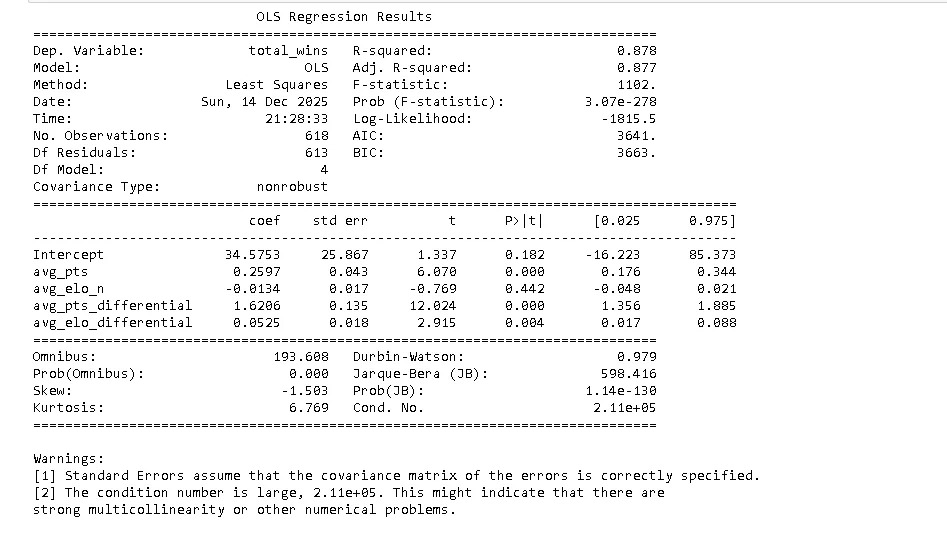 OLS Regression Results
==============================================================================
Dep. Variable: total_wins R-squared: 0.878
Model: OLS Adj. R-squared: 0.877
Method: Least Squares F-statistic: 1102.
Date: Sun, 14 Dec 2025 Prob (F-statistic): 3.07e-278
Time: 21:28:33 Log-Likelihood: -1815.5
No. Observations: 618 AIC: 3641.
Df Residuals: 613 BIC: 3663.
Df Model: 4
Covariance Type: nonrobust
==============================================================================
coef std err t P>|t| [0.025 0.975]
------------------------------------------------------------------------------
Intercept 34.5753 25.867 1.337 0.182 -16.223 85.373
avg_pts 0.2597 0.043 6.070 0.000 0.176 0.344
avg_elo_n -0.0134 0.017 -0.769 0.442 -0.048 0.021
avg_pts_differential 1.6206 0.135 12.024 0.000 1.356 1.885
avg_elo_differential 0.0525 0.018 2.915 0.004 0.017 0.088
==============================================================================
Omnibus: 193.608 Durbin-Watson: 0.979
Prob(Omnibus): 0.000 Jarque-Bera (JB): 598.416
Skew: -1.503 Prob(JB): 1.14e-130
Kurtosis: 6.769 Cond. No. 2.11e+05
==============================================================================
Warnings:
[1] Standard Errors assume that the covariance matrix of the errors is correctly specified.
[2] The condition number is large, 2.11e+05. This might indicate that there are
strong multicollinearity or other numerical problems.